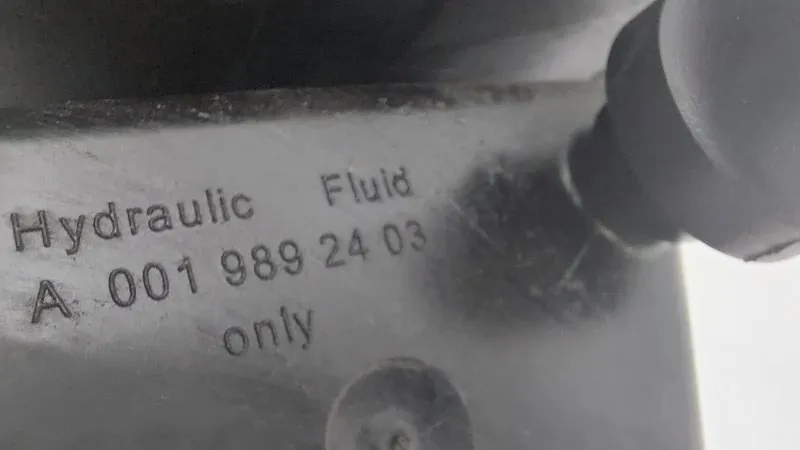 Hydraulic Fluid
A 001 989 24 03
only